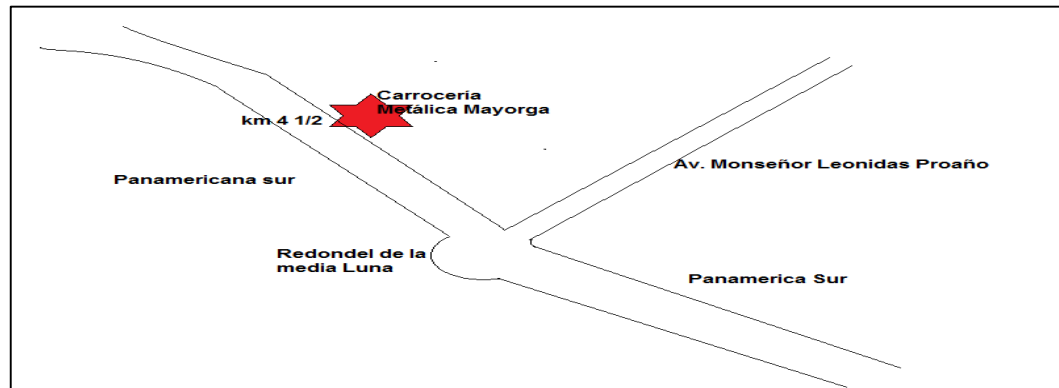 Carrocería
Metálica Mayorga
km 4 1/2
Av. Monseñor Leonidas Proaño
Panamericana sur
Redondel de la
media Luna
Panamerica Sur